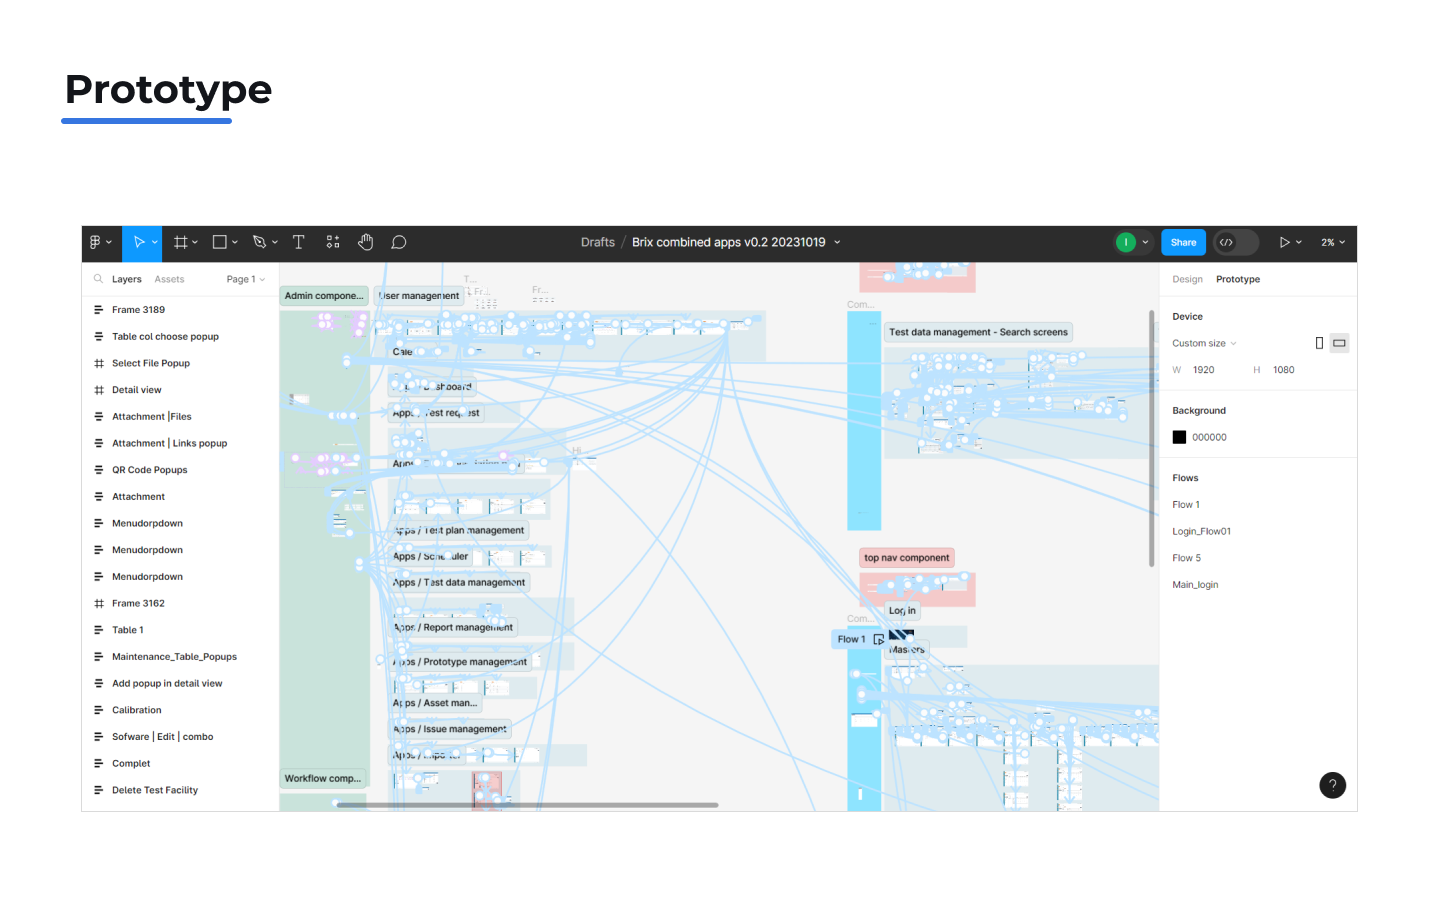 Prototype
Drafts / Brix combined apps v0.2 20231019
I
Share
2%
Layers
Assets
Page 1
Frame 3189
Table col choose popup
Select File Popup
Detail view
Attachment |Files
Attachment | Links popup
QR Code Popups
Attachment
Menudorpdown
Menudorpdown
Menudorpdown
Frame 3162
Table 1
Maintenance_Table_Popups
Add popup in detail view
Calibration
Sofware | Edit | combo
Complet
Delete Test Facility
Admin compone...
User management
T...
Fr...
Fr...
Apps / Test request
Hi
Apps / Test plan management
Apps / Scheduler
Apps / Test data management
Apps / Report management
Apps / Prototype management
Apps / Asset man...
Apps / Issue management
Workflow comp...
Com...
Test data management - Search screens
top nav component
Log in
Com...
Flow 1
Masters
Design
Prototype
Device
Custom size
W 1920 H 1080
Background
000000
Flows
Flow 1
Login_Flow01
Flow 5
Main_login
?